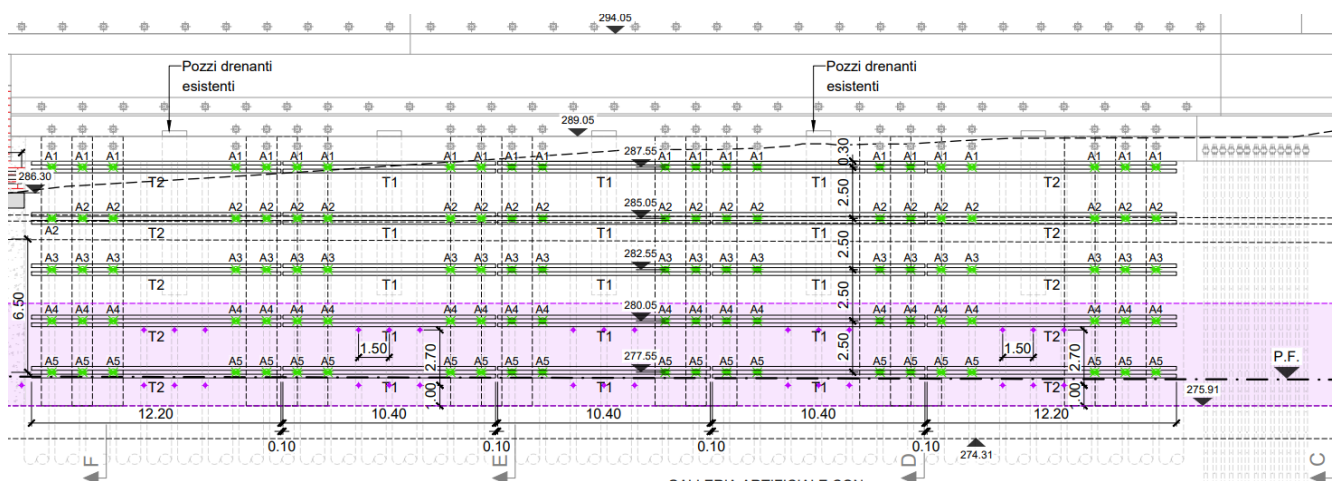 294.05
Pozzi drenanti
esistenti
Pozzi drenanti
esistenti
289.05
287.55
0.30
A1 A1 A1 A1 A1 A1 A1 A1 A1 A1 A1 A1 A1 A1 A1 A1 A1 A1 A1 A1 A1 A1
286.30
T2 T1 T1 T1 T2
2.50
285.05
A2 A2 A2 A2 A2 A2 A2 A2 A2 A2 A2 A2 A2 A2 A2 A2 A2 A2 A2 A2 A2
A2
T2 T1 T1 T1 T2
2.50
282.55
A3 A3 A3 A3 A3 A3 A3 A3 A3 A3 A3 A3 A3 A3 A3 A3 A3 A3 A3 A3 A3 A3
T2 T1 T1 T1 T2
6.50
2.50
280.05
A4 A4 A4 A4 A4 A4 A4 A4 A4 A4 A4 A4 A4 A4 A4 A4 A4 A4 A4 A4 A4 A4
T2 T1 T1 T1 T2
1.50
2.70
2.50
1.50
2.70
277.55
A5 A5 A5 A5 A5 A5 A5 A5 A5 A5 A5 A5 A5 A5 A5 A5 A5 A5 A5 A5 A5 A5
P.F.
T2 T1 T1 T1 T2
275.91
12.20 10.40 10.40 10.40 12.20
0.10 0.10 0.10 0.10
274.31
F E D C